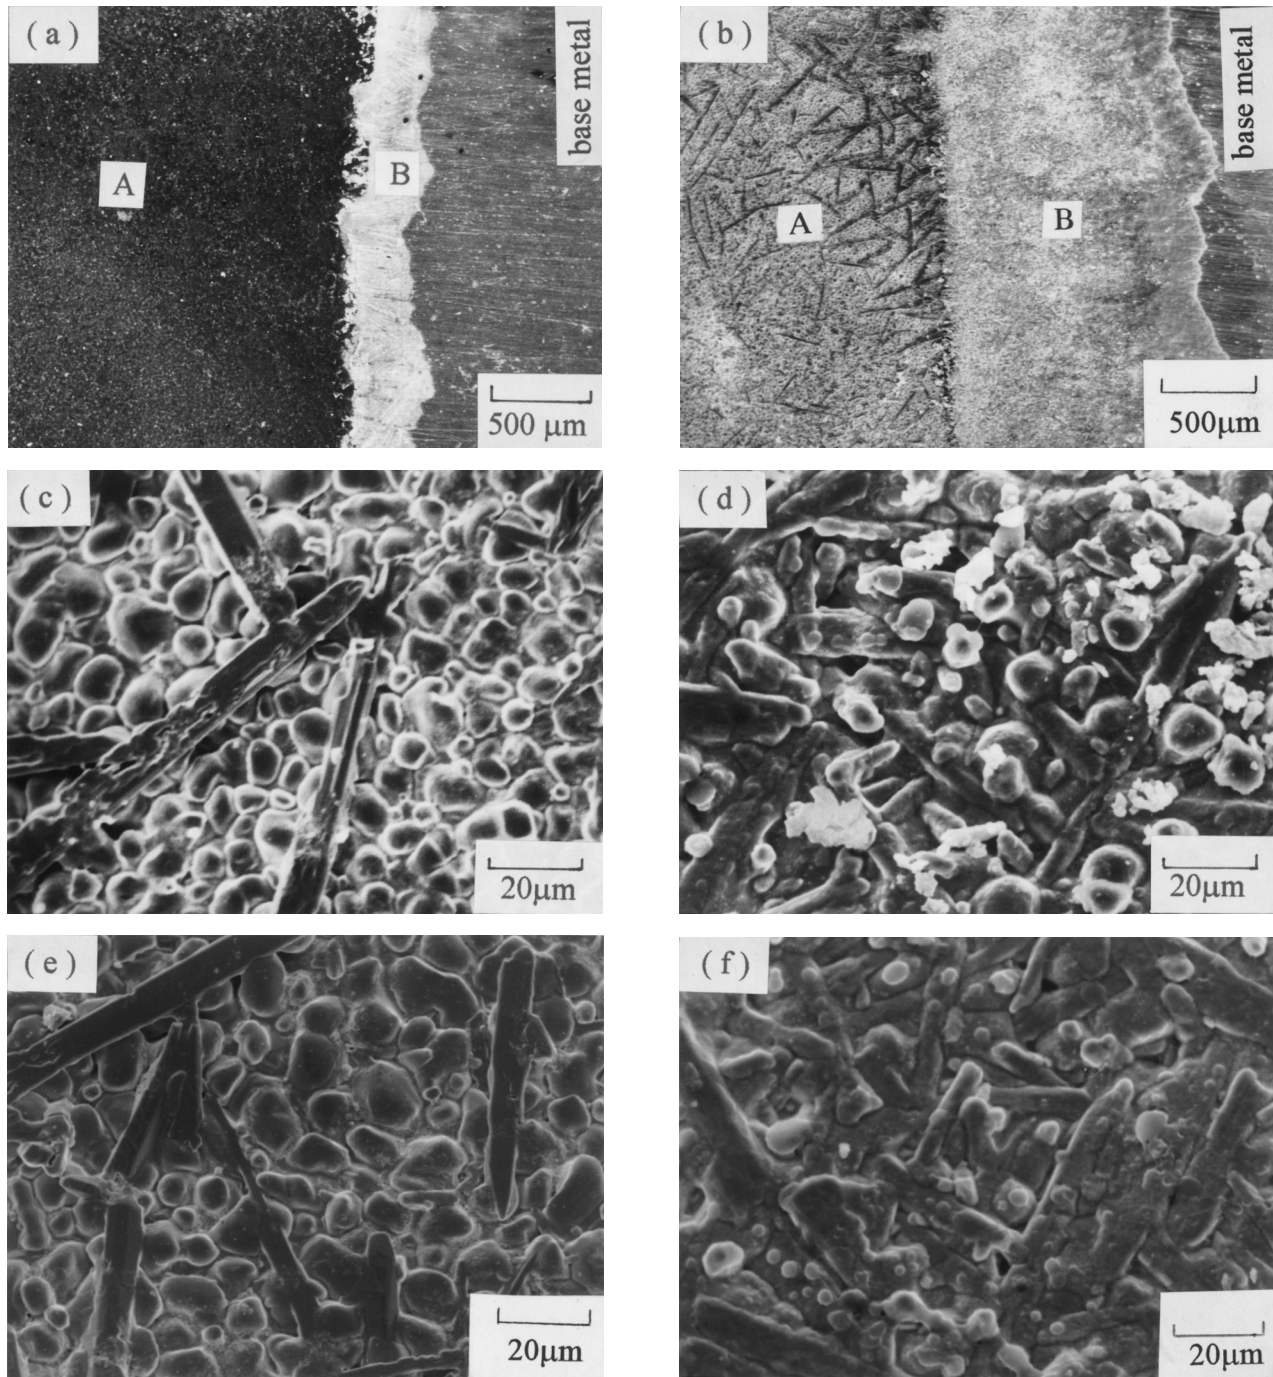 ( a )
base metal
A
B
500 μm
( b )
base metal
A
B
500μm
( c )
20μm
( d )
20μm
( e )
20μm
( f )
20μm